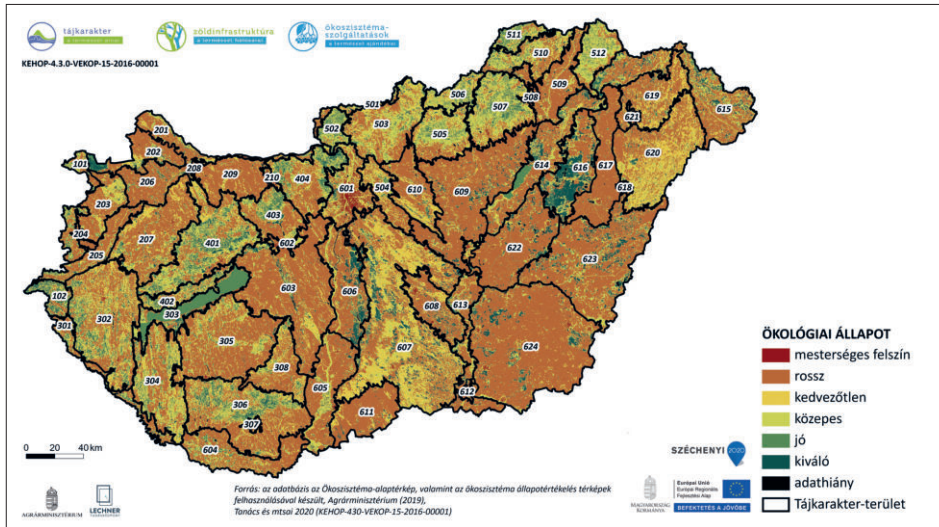 tájkarakter
a természet arcai
zöldinfrastruktúra
a természet hálózatai
ökoszisztéma-
szolgáltatások
a természet ajándékai
KEHOP-4.3.0-VEKOP-15-2016-00001
511
510
512
501
506
507
508
509
619
615
502
503
505
621
201
202
101
208
209
210
404
601
504
610
609
614
616
617
620
618
206
203
403
204
207
401
602
205
622
623
102
402
303
603
606
608
613
301
302
305
607
624
304
308
605
306
612
307
611
604
ÖKOLÓGIAI ÁLLAPOT
mesterséges felszín
rossz
kedvezőtlen
közepes
jó
kiváló
adathiány
Tájkarakter-terület
0 20 40 km
SZÉCHENYI 2020
AGRÁRMINISZTÉRIUM
LECHNER
Forrás: az adatbázis az Ökoszisztéma-alaptérkép, valamint az ökoszisztéma állapotértékelés térképek
felhasználásával készült, Agrárminisztérium (2019),
Tanács és mtsai 2020 (KEHOP-430-VEKOP-15-2016-00001)
MAGYARORSZÁG
KORMÁNYA
Európai Unió
Európai Regionális
Fejlesztési Alap
BEFEKTETÉS A JÖVŐBE